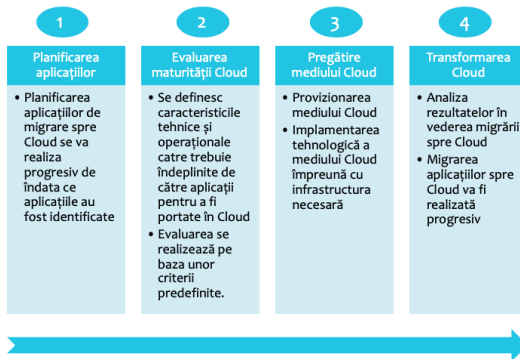 1
Planificarea
aplicațiilor
• Planificarea
aplicațiilor de
migrare spre
Cloud se va
realiza
progresiv de
îndata ce
aplicațiile au
fost identificate
2
Evaluarea
maturității Cloud
• Se definesc
caracteristicile
tehnice și
operaționale
catre trebuie
îndeplinite de
către aplicații
pentru a fi
portate în Cloud
• Evaluarea se
realizează pe
baza unor
criterii
predefinite.
3
Pregătire
mediului Cloud
• Provizionarea
mediului Cloud
• Implamentarea
tehnologică a
mediului Cloud
împreună cu
infrastructura
necesară
4
Transformarea
Cloud
• Analiza
rezultatelor în
vederea migrării
spre Cloud
• Migrarea
aplicațiilor spre
Cloud va fi
realizată
progresiv